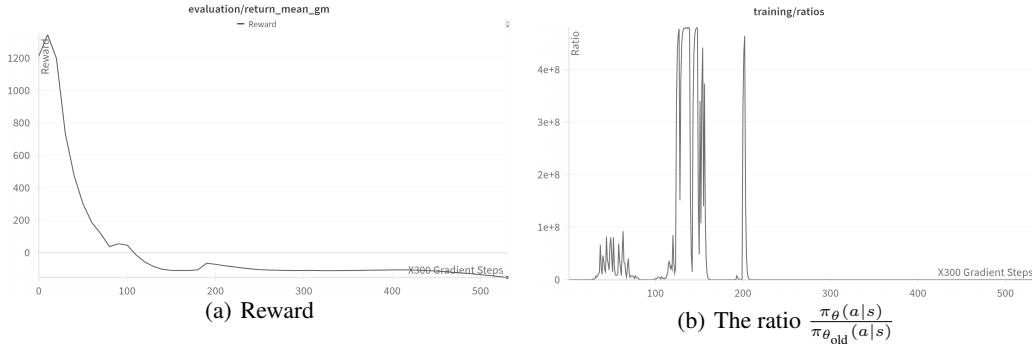 evaluation/return_mean_gm
Reward
Reward
1200
1000
800
600
400
200
0
X300 Gradient Steps
0 100 200 300 400 500
(a) Reward
training/ratios
Ratio
4e+8
3e+8
2e+8
1e+8
0
X300 Gradient Steps
100 200 300 400 500
(b) The ratio π_θ(a|s) / π_θ_old(a|s)